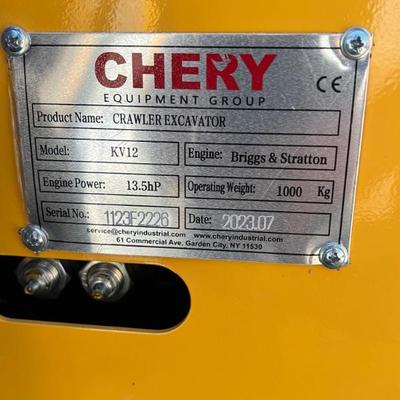 CHERY
EQUIPMENT GROUP
CE
Product Name: CRAWLER EXCAVATOR
Model: KV12
Engine: Briggs & Stratton
Engine Power: 13.5hP
Operating Weight: 1000 Kg
Serial No.: 1123F2226
Date: 2023.07
service@cheryindustrial.com www.cheryindustrial.com
61 Commercial Ave, Garden City, NY 11530